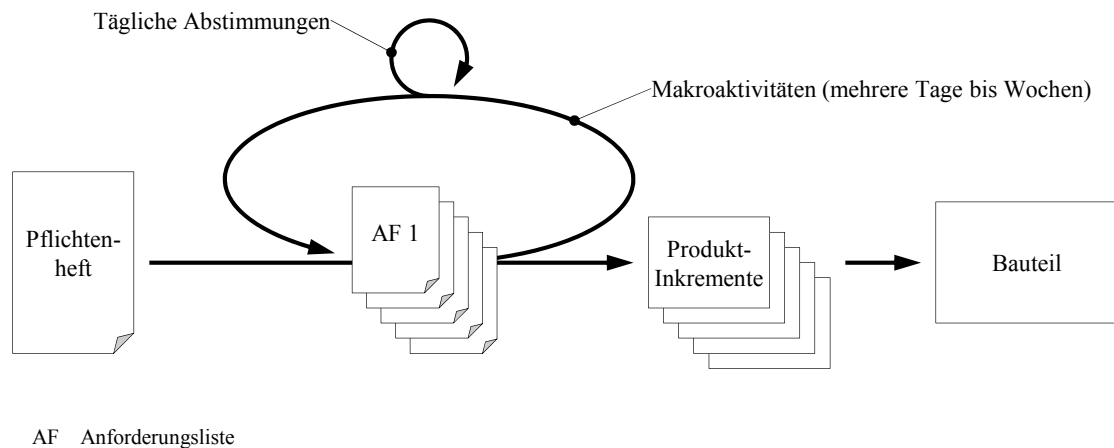 Tägliche Abstimmungen
Makroaktivitäten (mehrere Tage bis Wochen)
Pflichten-
heft
AF 1
Produkt-
Inkremente
Bauteil
AF Anforderungsliste